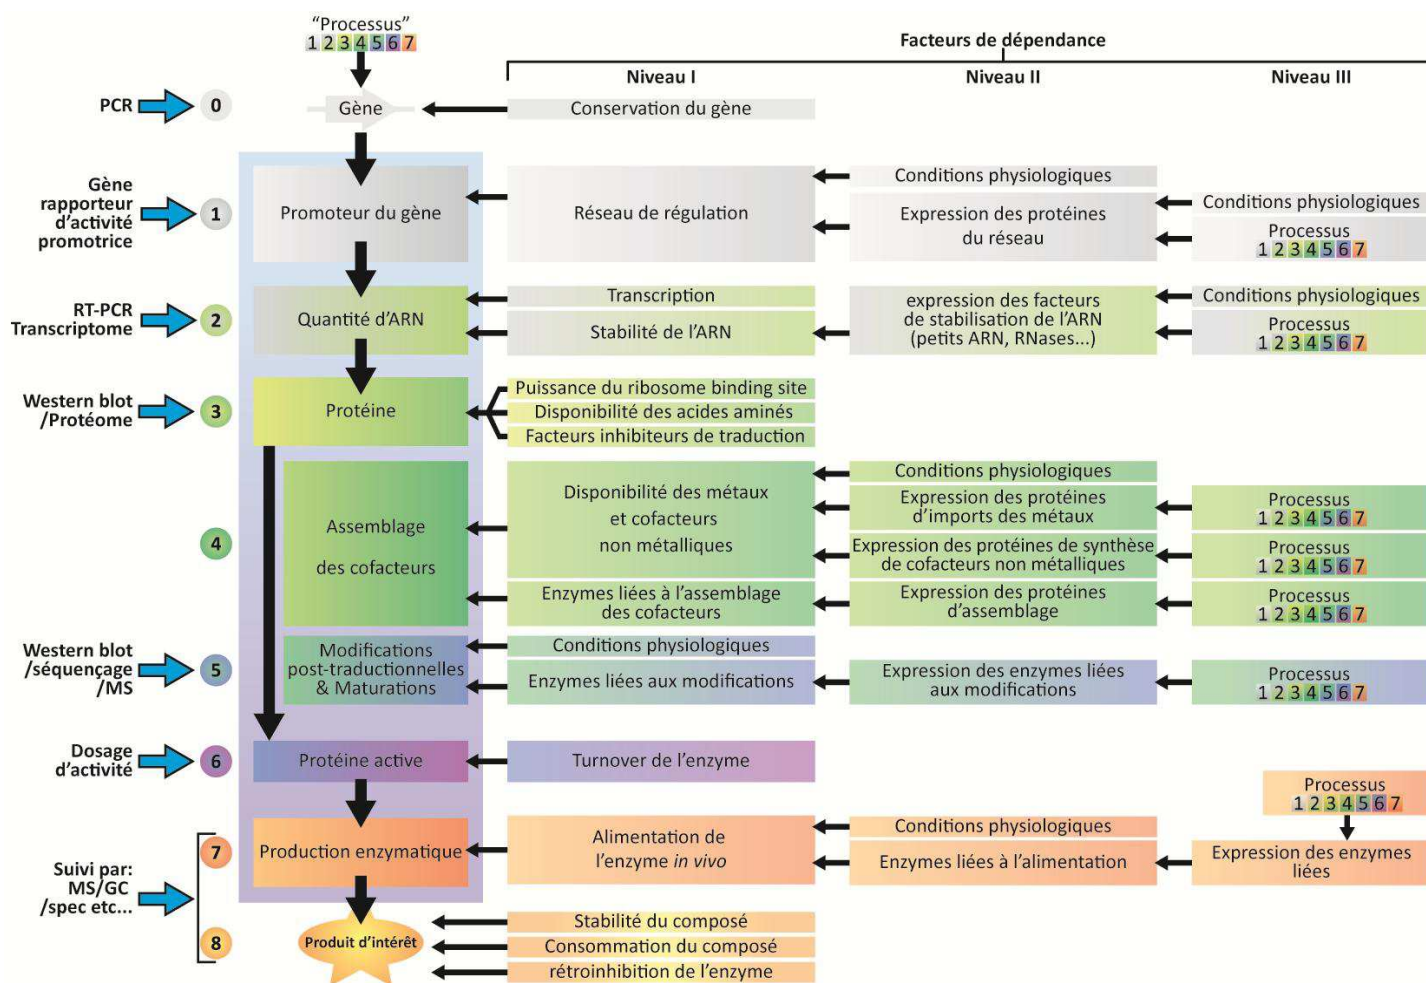 “Processus”
1 2 3 4 5 6 7
Facteurs de dépendance
Niveau I
Niveau II
Niveau III
PCR
0
Gène
Conservation du gène
Gène
rapporteur
d’activité
promotrice
1
Promoteur du gène
Réseau de régulation
Conditions physiologiques
Expression des protéines
du réseau
Conditions physiologiques
Processus
1 2 3 4 5 6 7
RT-PCR
Transcriptome
2
Quantité d’ARN
Transcription
Stabilité de l’ARN
expression des facteurs
de stabilisation de l’ARN
(petits ARN, RNases...)
Conditions physiologiques
Processus
1 2 3 4 5 6 7
Western blot
/Protéome
3
Protéine
Puissance du ribosome binding site
Disponibilité des acides aminés
Facteurs inhibiteurs de traduction
4
Assemblage
des cofacteurs
Disponibilité des métaux
et cofacteurs
non métalliques
Enzymes liées à l’assemblage
des cofacteurs
Conditions physiologiques
Expression des protéines
d’imports des métaux
Expression des protéines de synthèse
de cofacteurs non métalliques
Expression des protéines
d’assemblage
Processus
1 2 3 4 5 6 7
Processus
1 2 3 4 5 6 7
Processus
1 2 3 4 5 6 7
Western blot
/séquençage
/MS
5
Modifications
post-traductionnelles
& Maturations
Conditions physiologiques
Enzymes liées aux modifications
Expression des enzymes liées
aux modifications
Processus
1 2 3 4 5 6 7
Dosage
d’activité
6
Protéine active
Turnover de l’enzyme
Suivi par:
MS/GC
/spec etc...
7
Production enzymatique
Alimentation de
l’enzyme in vivo
Conditions physiologiques
Enzymes liées à l’alimentation
Processus
1 2 3 4 5 6 7
Expression des enzymes
liées
8
Produit d’intérêt
Stabilité du composé
Consommation du composé
rétroinhibition de l’enzyme